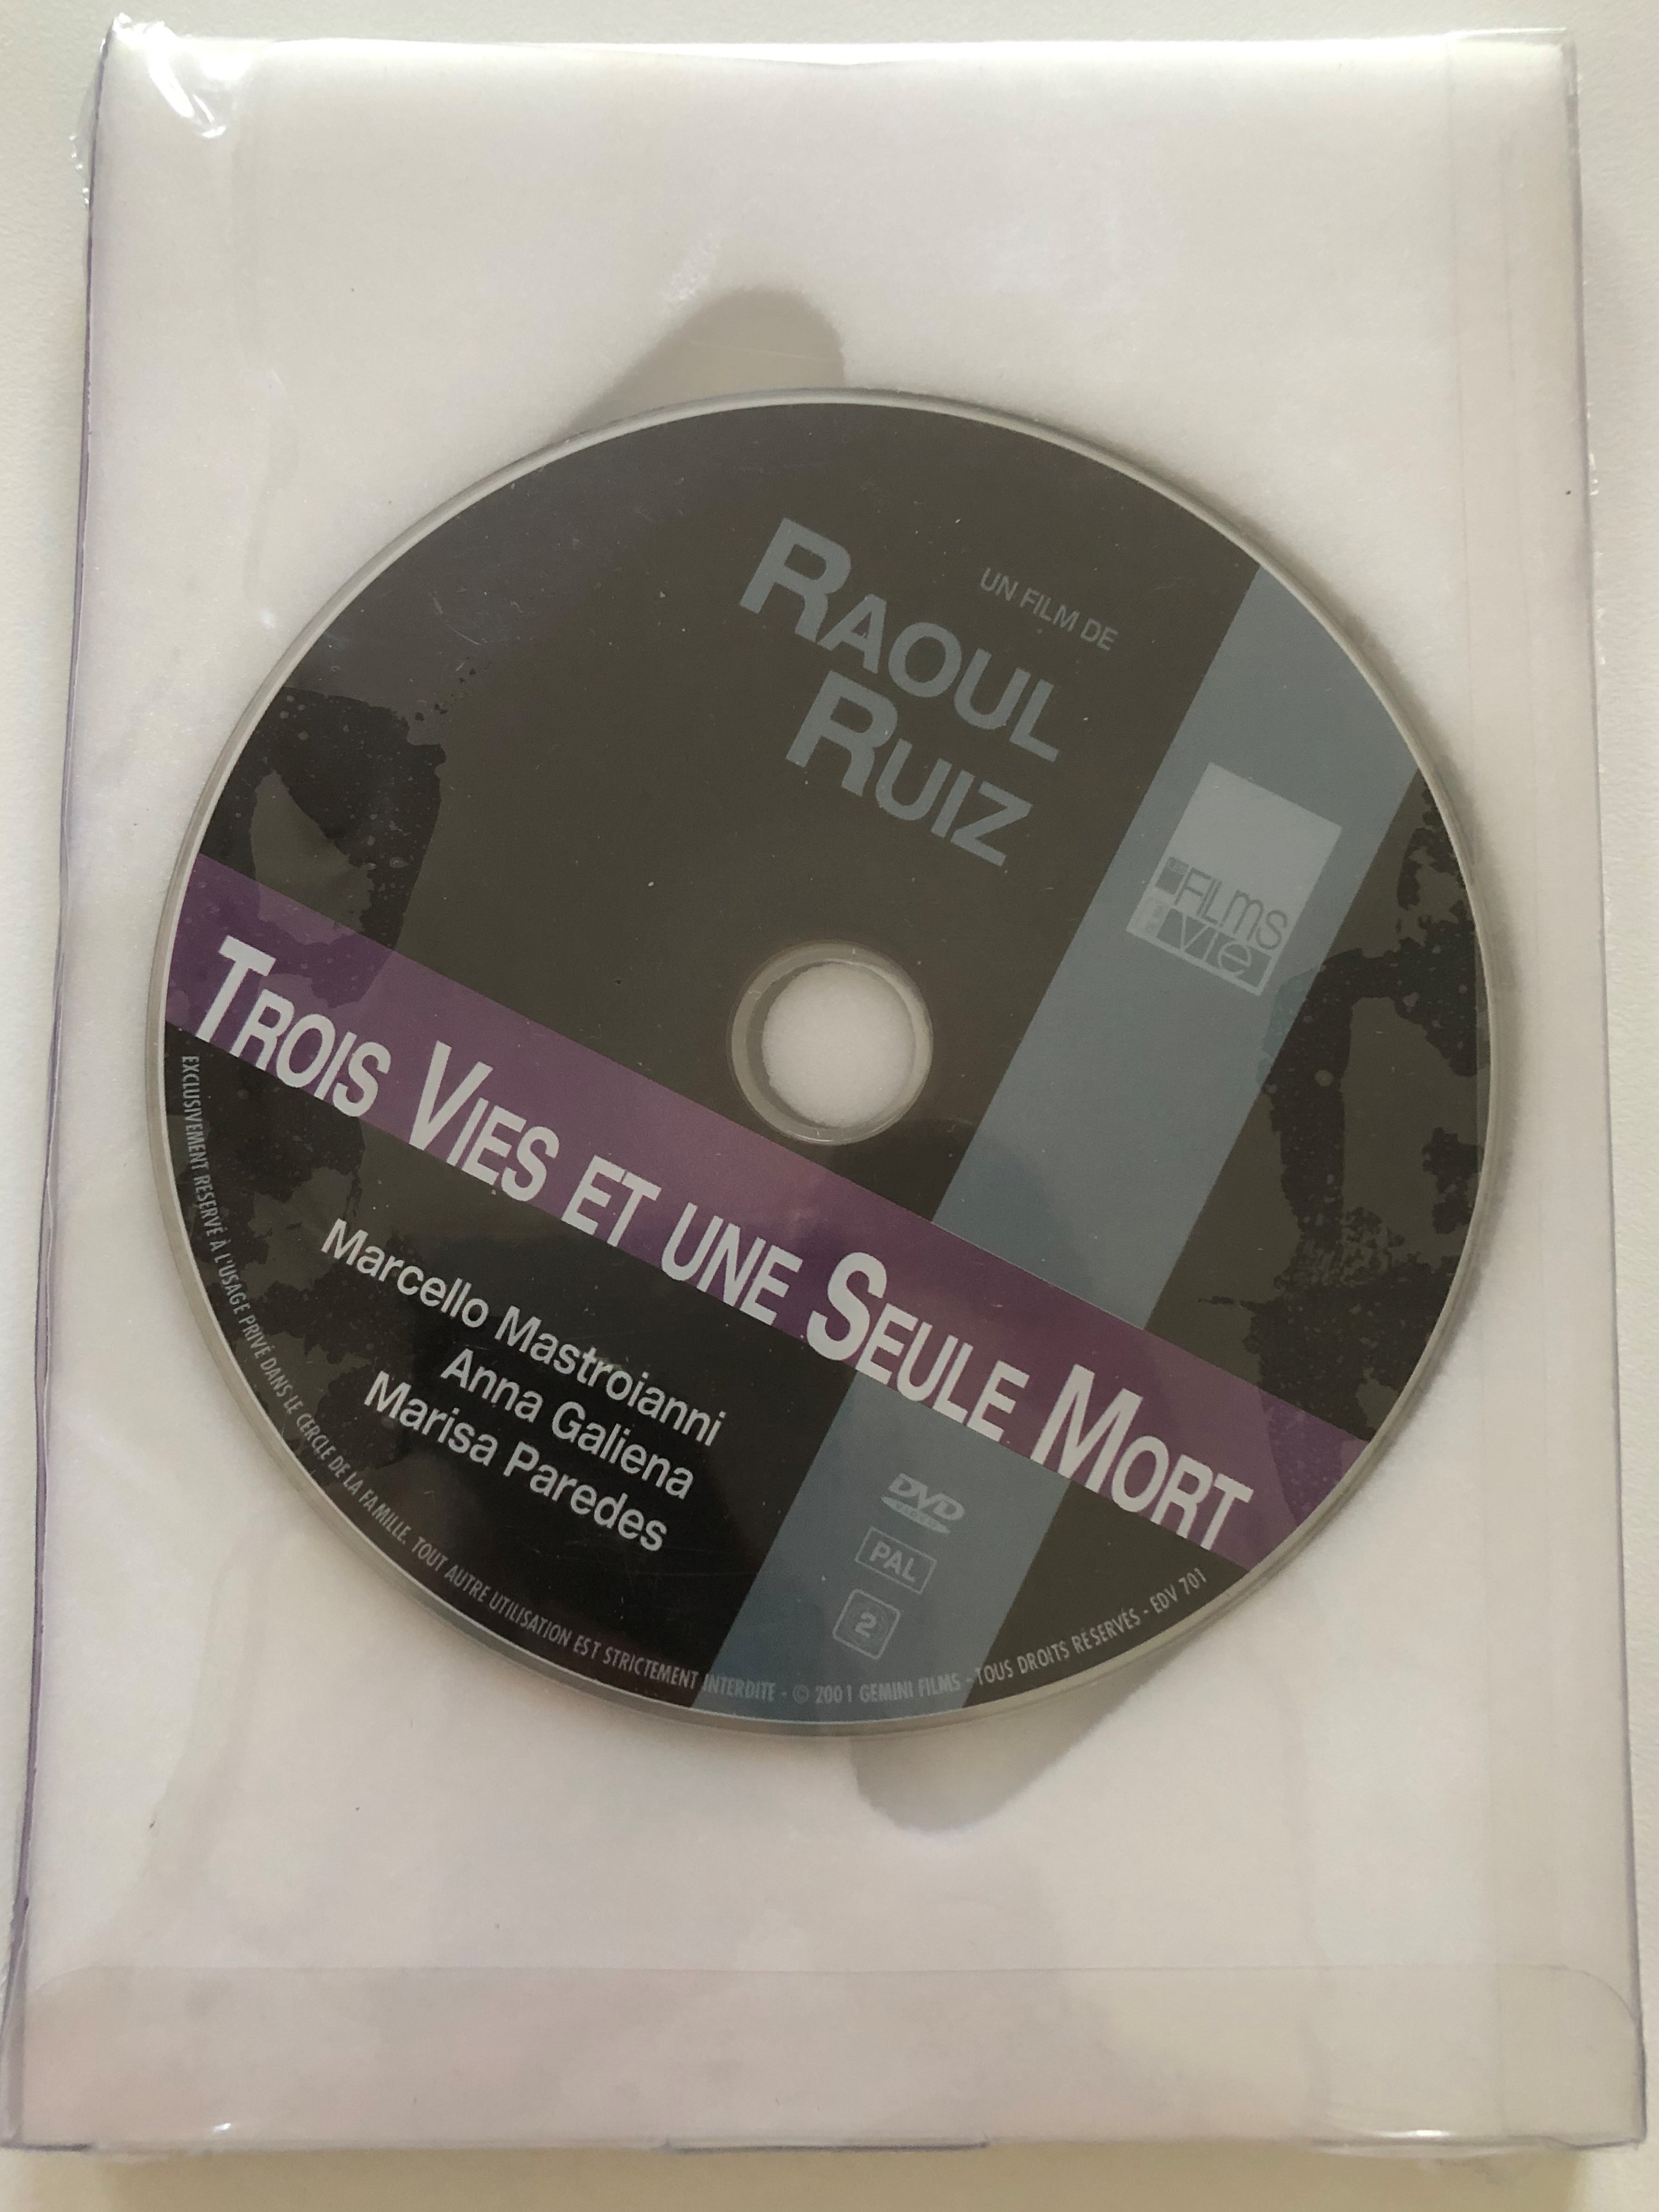 UN FILM DE
RAOUL
RUIZ
FILMS
VIE
TROIS VIES ET UNE SEULE MORT
Marcello Mastroianni
Anna Galiena
Marisa Paredes
DVD
VIDEO
PAL
2
EXCLUSIVEMENT RÉSERVÉ À L'USAGE PRIVÉ DANS LE CERCLE DE LA FAMILLE. TOUT AUTRE UTILISATION EST STRICTEMENT INTERDITE - © 2001 GEMINI FILMS - TOUS DROITS RÉSERVÉS - EDV 701